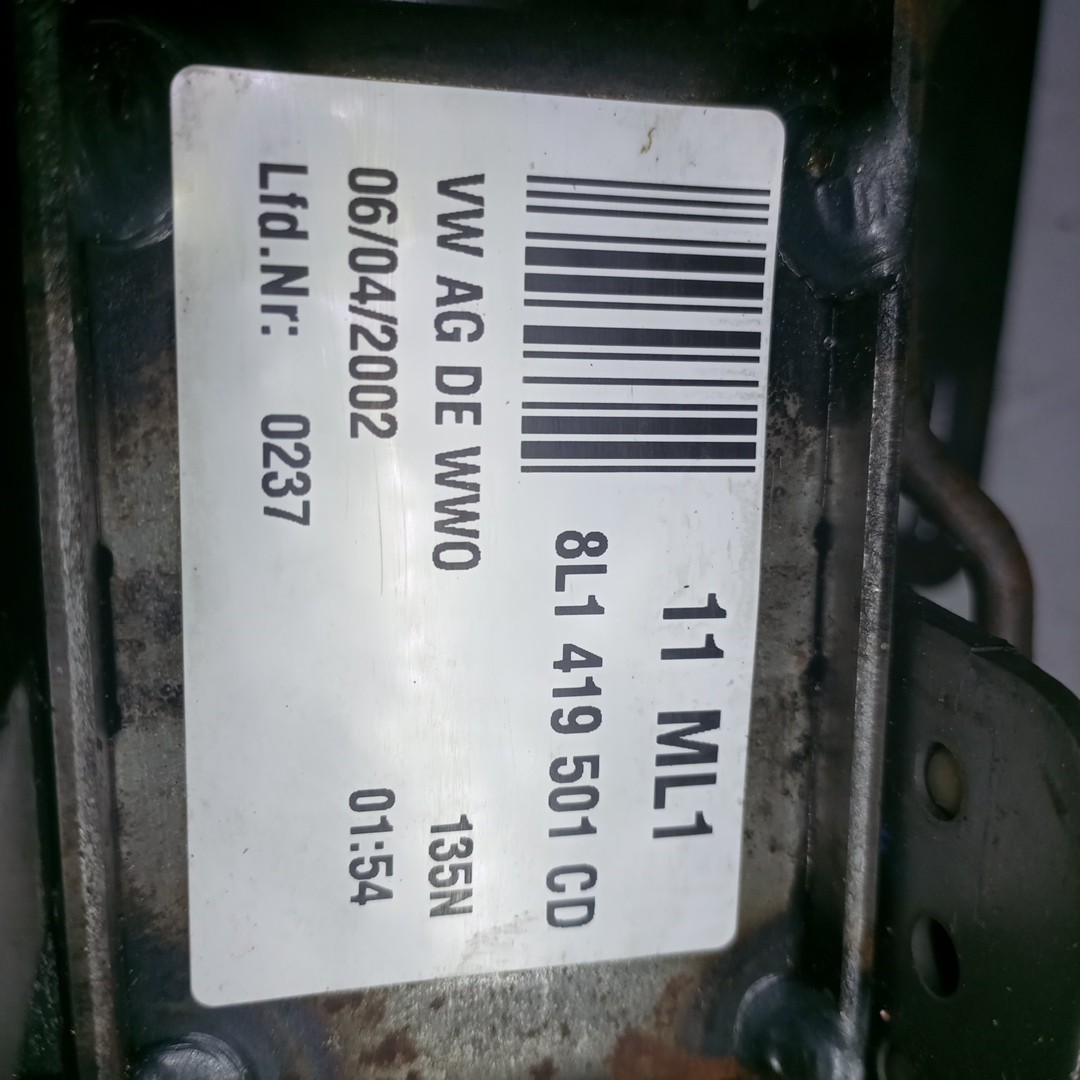 11 ML1
8L1 419 501 CD
VW AG DE WWO 135N
06/04/2002 01:54
Lfd.Nr: 0237